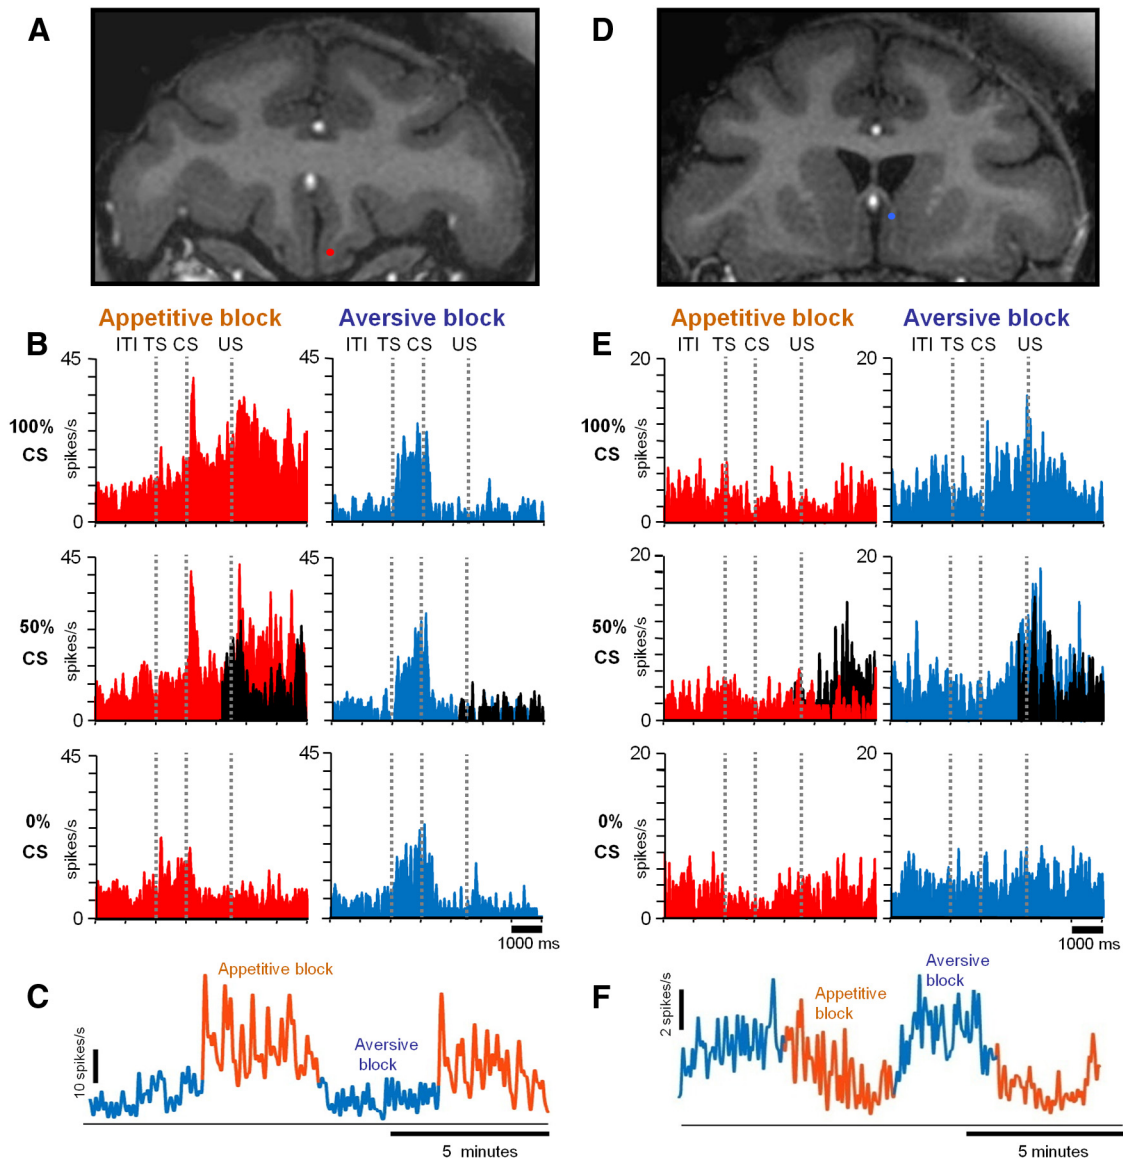 A
D
Appetitive block
Aversive block
Appetitive block
Aversive block
B
ITI TS CS US
ITI TS CS US
E
ITI TS CS US
ITI TS CS US
45
45
20
20
100%
CS
spikes/s
100%
CS
spikes/s
0
0
0
0
45
45
20
20
50%
CS
spikes/s
50%
CS
spikes/s
0
0
0
0
45
45
20
20
0%
CS
spikes/s
0%
CS
spikes/s
0
0
0
0
1000 ms
1000 ms
C
Appetitive block
Aversive
block
10 spikes/s
5 minutes
F
Aversive
block
Appetitive
block
2 spikes/s
5 minutes